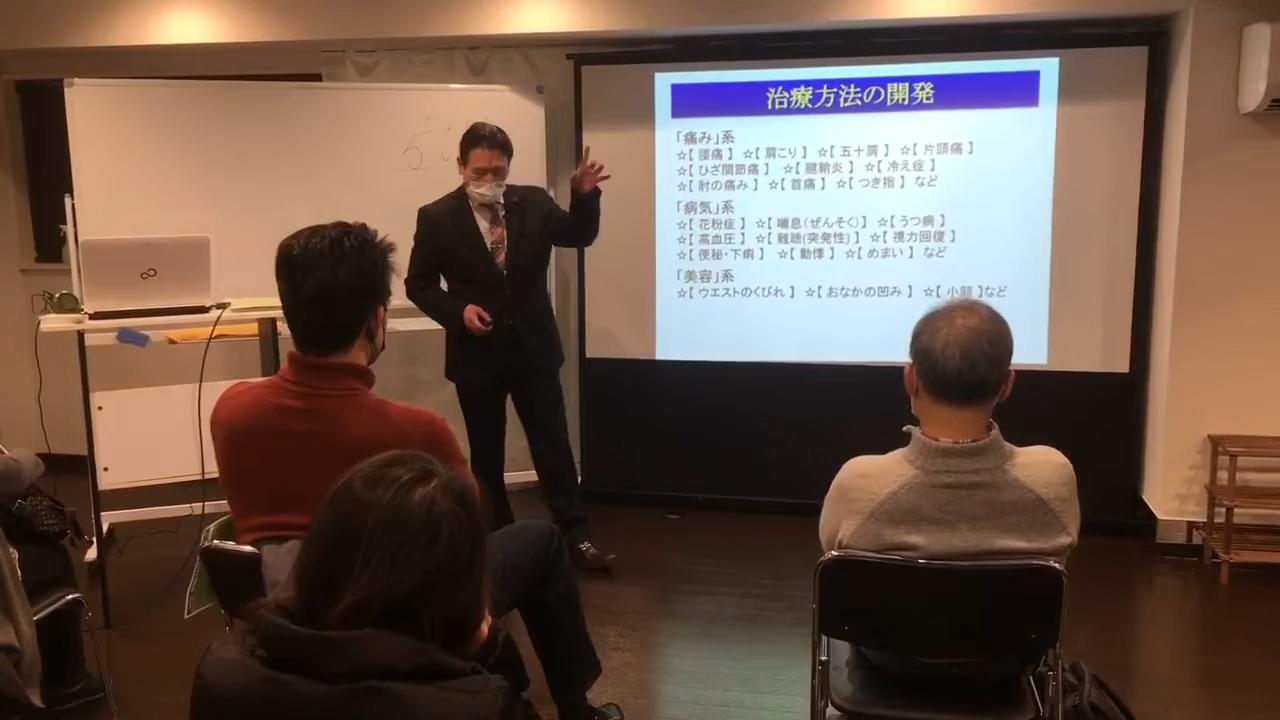 治療方法の開発
「痛み」系
☆【 腰痛 】 ☆【 肩こり 】 ☆【 五十肩 】 ☆【 片頭痛 】
☆【 ひざ関節痛 】 ☆【 腱鞘炎 】 ☆【 冷え症 】
☆【 肘の痛み 】 ☆【 首痛 】 ☆【 つき指 】 など
「病気」系
☆【 花粉症 】 ☆【 喘息(ぜんそく) 】 ☆【 うつ病 】
☆【 高血圧 】 ☆【 難聴(突発性) 】 ☆【 視力回復 】
☆【 便秘・下痢 】 ☆【 動悸 】 ☆【 めまい 】 など
「美容」系
☆【 ウエストのくびれ 】 ☆【 おなかの凹み 】 ☆【 小顔 】など
5